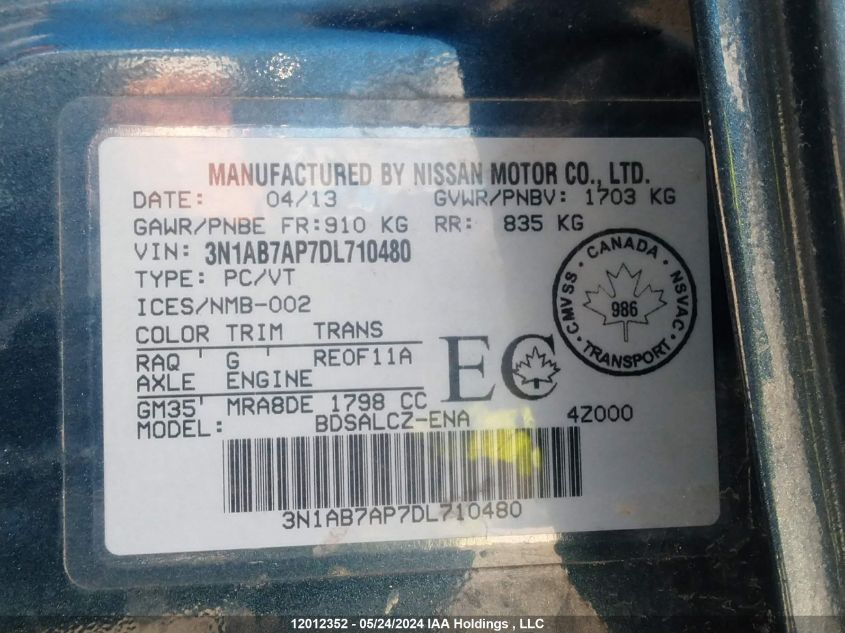 MANUFACTURED BY NISSAN MOTOR CO., LTD.
DATE: 04/13 GVWR/PNBV: 1703 KG
GAWR/PNBE FR:910 KG RR: 835 KG
VIN: 3N1AB7AP7DL710480
TYPE: PC/VT
ICES/NMB-002
CANADA
CMVSS · NSVAC
986
TRANSPORT
COLOR TRIM TRANS
RAQ ' G ' RE0F11A
AXLE ENGINE
GM35' MRA8DE 1798 CC
EC
MODEL: BDSALCZ-ENA 4Z000
3N1AB7AP7DL710480
12012352 - 05/24/2024 IAA Holdings , LLC